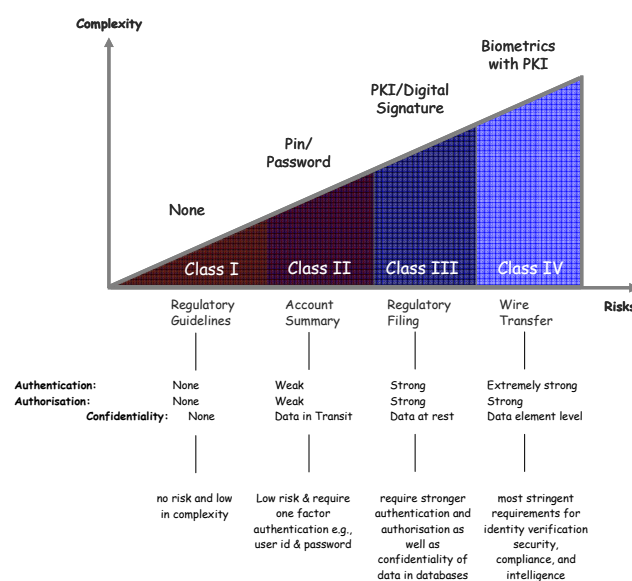 Complexity
Biometrics
with PKI
PKI/Digital
Signature
Pin/
Password
None
Class I
Class II
Class III
Class IV
Risks
Regulatory
Guidelines
Account
Summary
Regulatory
Filing
Wire
Transfer
Authentication: None Weak Strong Extremely strong
Authorisation: None Weak Strong Strong
Confidentiality: None Data in Transit Data at rest Data element level
no risk and low
in complexity
Low risk & require
one factor
authentication e.g.,
user id & password
require stronger
authentication and
authorisation as
well as
confidentiality of
data in databases
most stringent
requirements for
identity verification
security,
compliance, and
intelligence